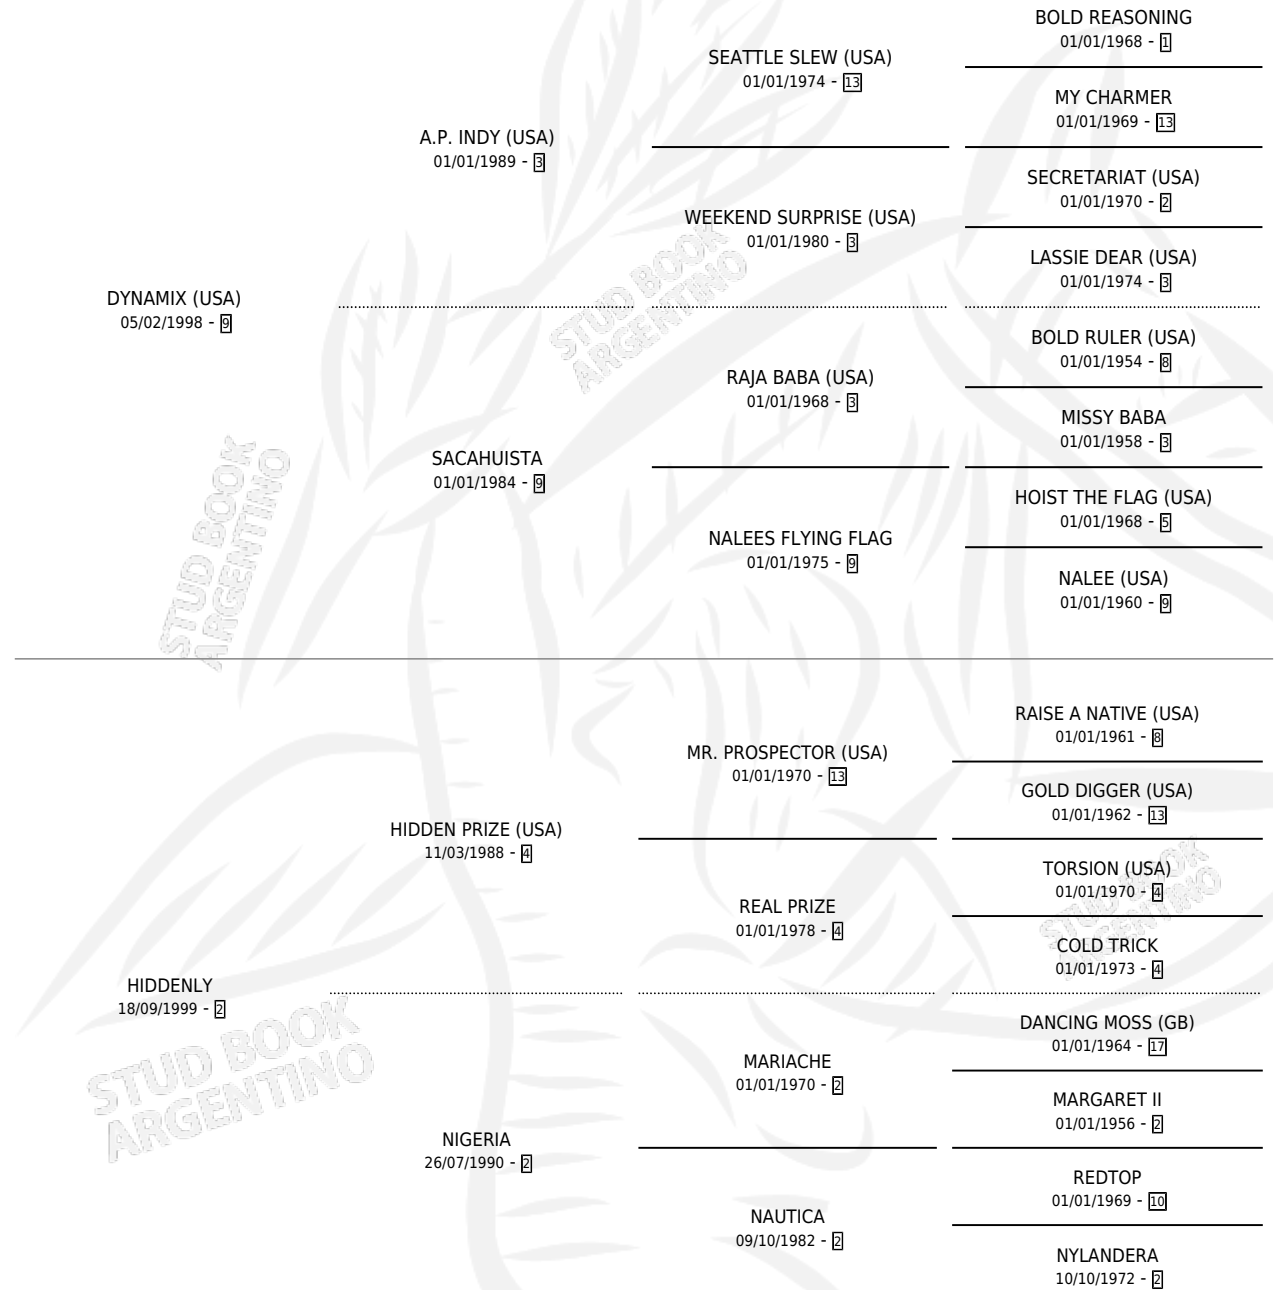 BOLD REASONING
01/01/1968 - 1
SEATTLE SLEW (USA)
01/01/1974 - 13
MY CHARMER
01/01/1969 - 13
A.P. INDY (USA)
01/01/1989 - 3
SECRETARIAT (USA)
01/01/1970 - 2
WEEKEND SURPRISE (USA)
01/01/1980 - 3
LASSIE DEAR (USA)
01/01/1974 - 3
DYNAMIX (USA)
05/02/1998 - 9
BOLD RULER (USA)
01/01/1954 - 8
RAJA BABA (USA)
01/01/1968 - 3
MISSY BABA
01/01/1958 - 3
SACAHUISTA
01/01/1984 - 9
HOIST THE FLAG (USA)
01/01/1968 - 5
NALEES FLYING FLAG
01/01/1975 - 9
NALEE (USA)
01/01/1960 - 9
RAISE A NATIVE (USA)
01/01/1961 - 8
MR. PROSPECTOR (USA)
01/01/1970 - 13
GOLD DIGGER (USA)
01/01/1962 - 13
HIDDEN PRIZE (USA)
11/03/1988 - 4
TORSION (USA)
01/01/1970 - 4
REAL PRIZE
01/01/1978 - 4
COLD TRICK
01/01/1973 - 4
HIDDENLY
18/09/1999 - 2
DANCING MOSS (GB)
01/01/1964 - 17
MARIACHE
01/01/1970 - 2
MARGARET II
01/01/1956 - 2
NIGERIA
26/07/1990 - 2
REDTOP
01/01/1969 - 10
NAUTICA
09/10/1982 - 2
NYLANDERA
10/10/1972 - 2
STUD BOOK
ARGENTINO
STUD BOOK
ARGENTINO
STUD BOOK
ARGENTINO
STUD BOOK
ARGENTINO